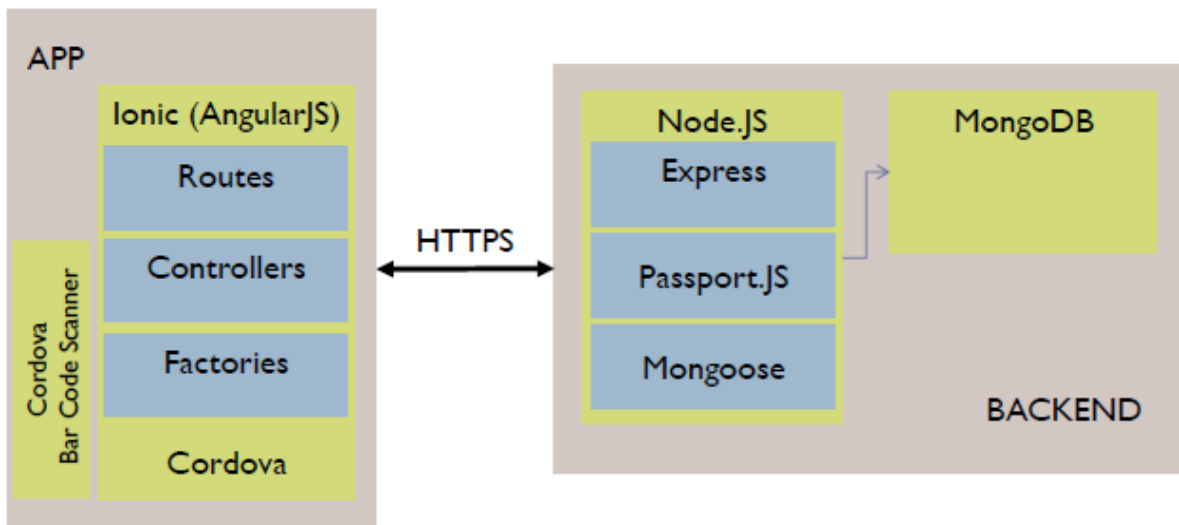 APP
Ionic (AngularJS)
Routes
Controllers
Factories
Cordova
Cordova
Bar Code Scanner
HTTPS
Node.JS
Express
Passport.JS
Mongoose
MongoDB
BACKEND